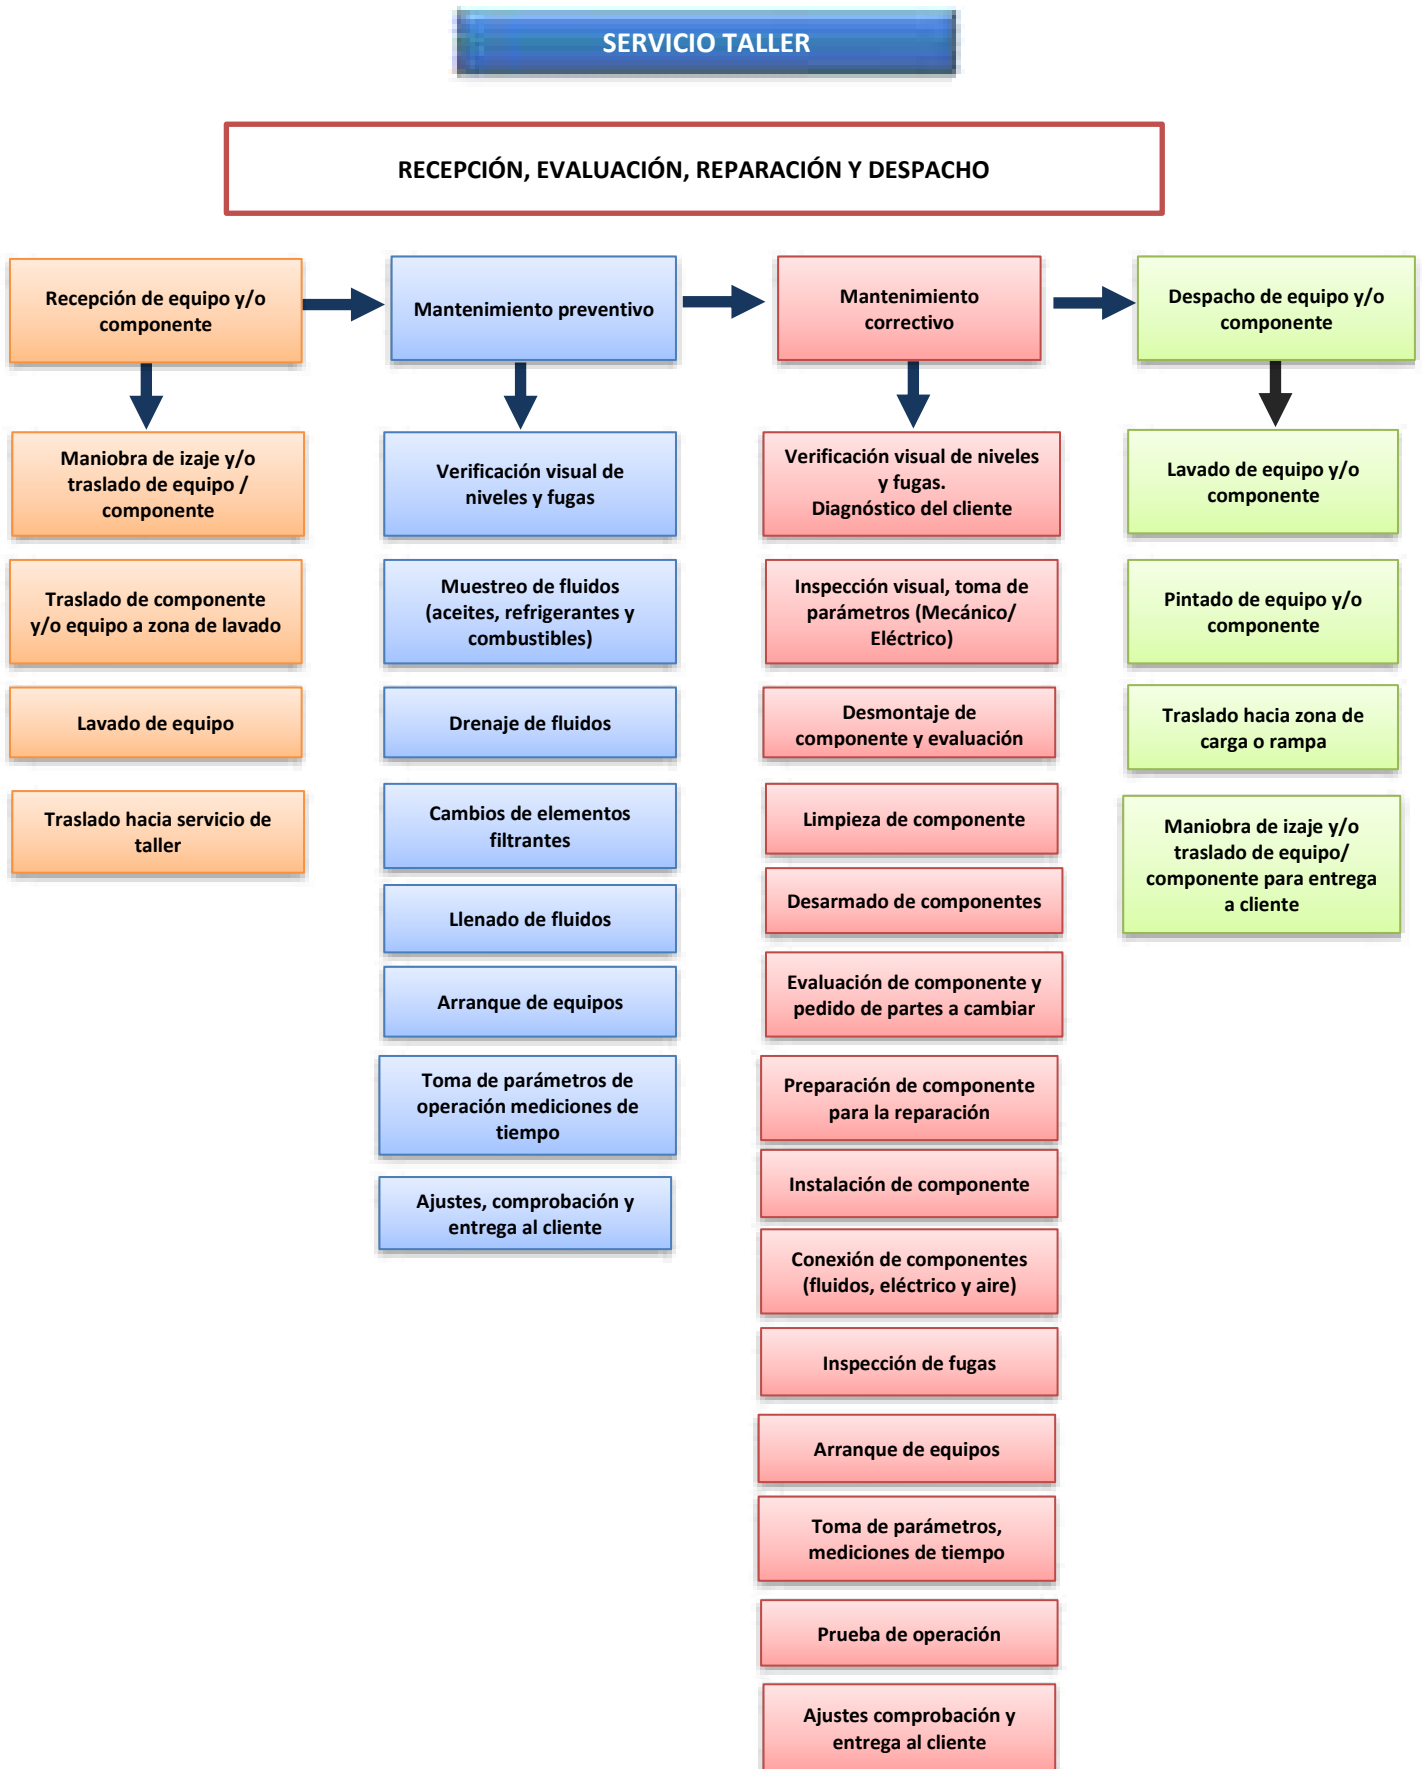 SERVICIO TALLER
RECEPCIÓN, EVALUACIÓN, REPARACIÓN Y DESPACHO
Recepción de equipo y/o
componente
Maniobra de izaje y/o
traslado de equipo /
componente
Traslado de componente
y/o equipo a zona de lavado
Lavado de equipo
Traslado hacia servicio de
taller
Mantenimiento preventivo
Verificación visual de
niveles y fugas
Muestreo de fluidos
(aceites, refrigerantes y
combustibles)
Drenaje de fluidos
Cambios de elementos
filtrantes
Llenado de fluidos
Arranque de equipos
Toma de parámetros de
operación mediciones de
tiempo
Ajustes, comprobación y
entrega al cliente
Mantenimiento
correctivo
Verificación visual de niveles
y fugas.
Diagnóstico del cliente
Inspección visual, toma de
parámetros (Mecánico/
Eléctrico)
Desmontaje de
componente y evaluación
Limpieza de componente
Desarmado de componentes
Evaluación de componente y
pedido de partes a cambiar
Preparación de componente
para la reparación
Instalación de componente
Conexión de componentes
(fluidos, eléctrico y aire)
Inspección de fugas
Arranque de equipos
Toma de parámetros,
mediciones de tiempo
Prueba de operación
Ajustes comprobación y
entrega al cliente
Despacho de equipo y/o
componente
Lavado de equipo y/o
componente
Pintado de equipo y/o
componente
Traslado hacia zona de
carga o rampa
Maniobra de izaje y/o
traslado de equipo/
componente para entrega
a cliente